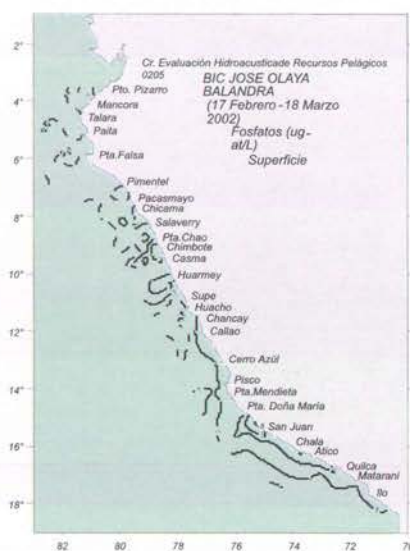 Cr. Evaluación Hidroacusticade Recursos Pelágicos
0205
BIC JOSE OLAYA
BALANDRA
(17 Febrero -18 Marzo
2002)
Fosfatos (ug-
at/L)
Superficie
2°
4°
6°
8°
10°
12°
14°
16°
18°
Pto. Pizarro
Mancora
Talara
Paita
Pta.Falsa
Pimentel
Pacasmayo
Chicama
Salaverry
Pta.Chao
Chimbote
Casma
Huarmey
Supe
Huacho
Chancay
Callao
Cerro Azúl
Pisco
Pta.Mendieta
Pta. Doña María
San Juan
Chala
Atico
Quilca
Matarani
Ilo
82 80 78 76 74 72